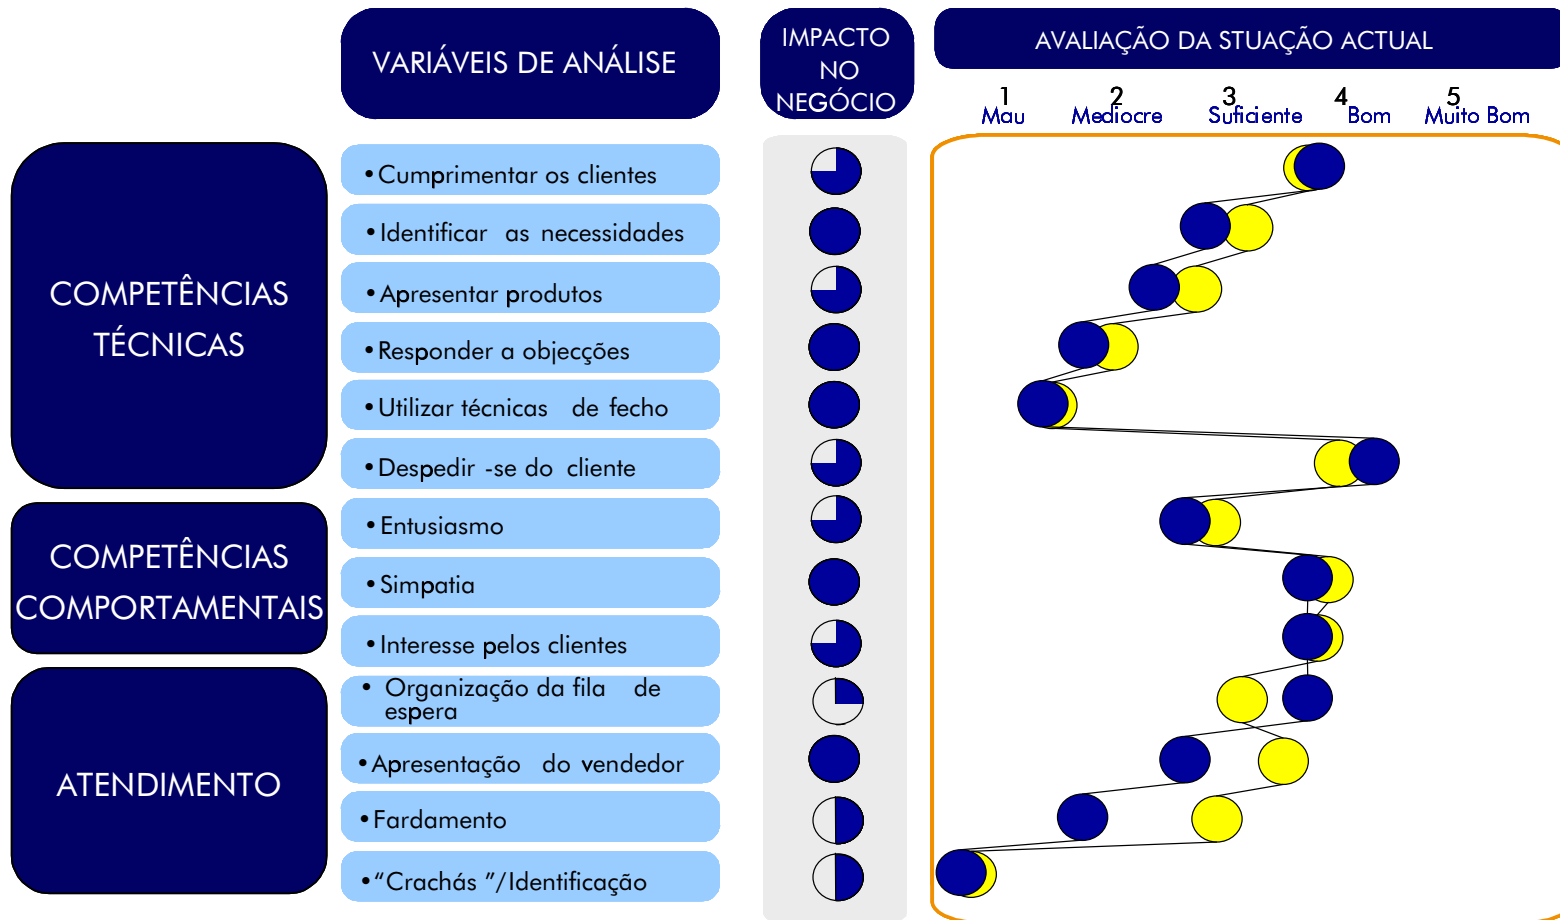 VARIÁVEIS DE ANÁLISE
IMPACTO
NO
NEGÓCIO
AVALIAÇÃO DA STUAÇÃO ACTUAL
1 2 3 4 5
Mau Mediocre Suficiente Bom Muito Bom
COMPETÊNCIAS
TÉCNICAS
• Cumprimentar os clientes
• Identificar as necessidades
• Apresentar produtos
• Responder a objecções
• Utilizar técnicas de fecho
• Despedir -se do cliente
COMPETÊNCIAS
COMPORTAMENTAIS
• Entusiasmo
• Simpatia
• Interesse pelos clientes
ATENDIMENTO
• Organização da fila de
espera
• Apresentação do vendedor
• Fardamento
• “Crachás ”/Identificação